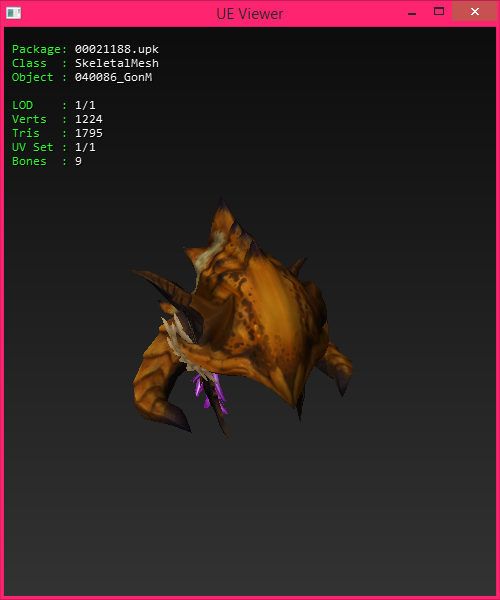 UE Viewer
Package: 00021188.upk
Class : SkeletalMesh
Object : 040086_GonM
LOD : 1/1
Verts : 1224
Tris : 1795
UV Set : 1/1
Bones : 9